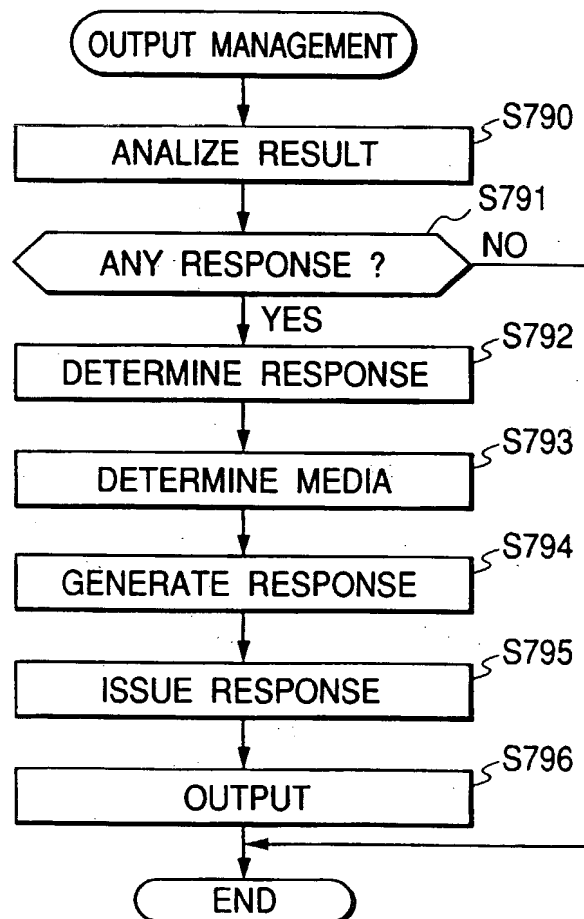 OUTPUT MANAGEMENT
S790
ANALIZE RESULT
S791
ANY RESPONSE ?
NO
YES
S792
DETERMINE RESPONSE
S793
DETERMINE MEDIA
S794
GENERATE RESPONSE
S795
ISSUE RESPONSE
S796
OUTPUT
END